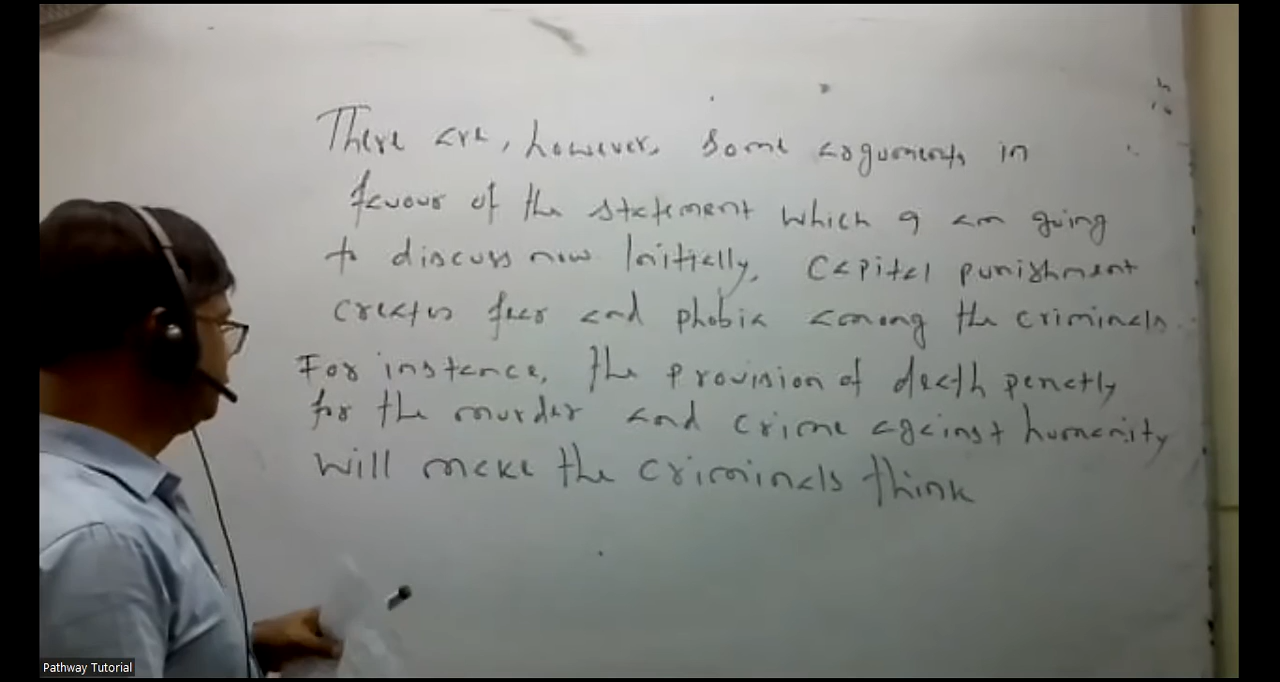 There are, however, some arguments in
favour of the statement which I am going
to discuss now Initially, Capital punishment
creates fear and phobia among the criminals.
For instance, the provision of death penalty
for the murder and crime against humanity
will make the criminals think
Pathway Tutorial